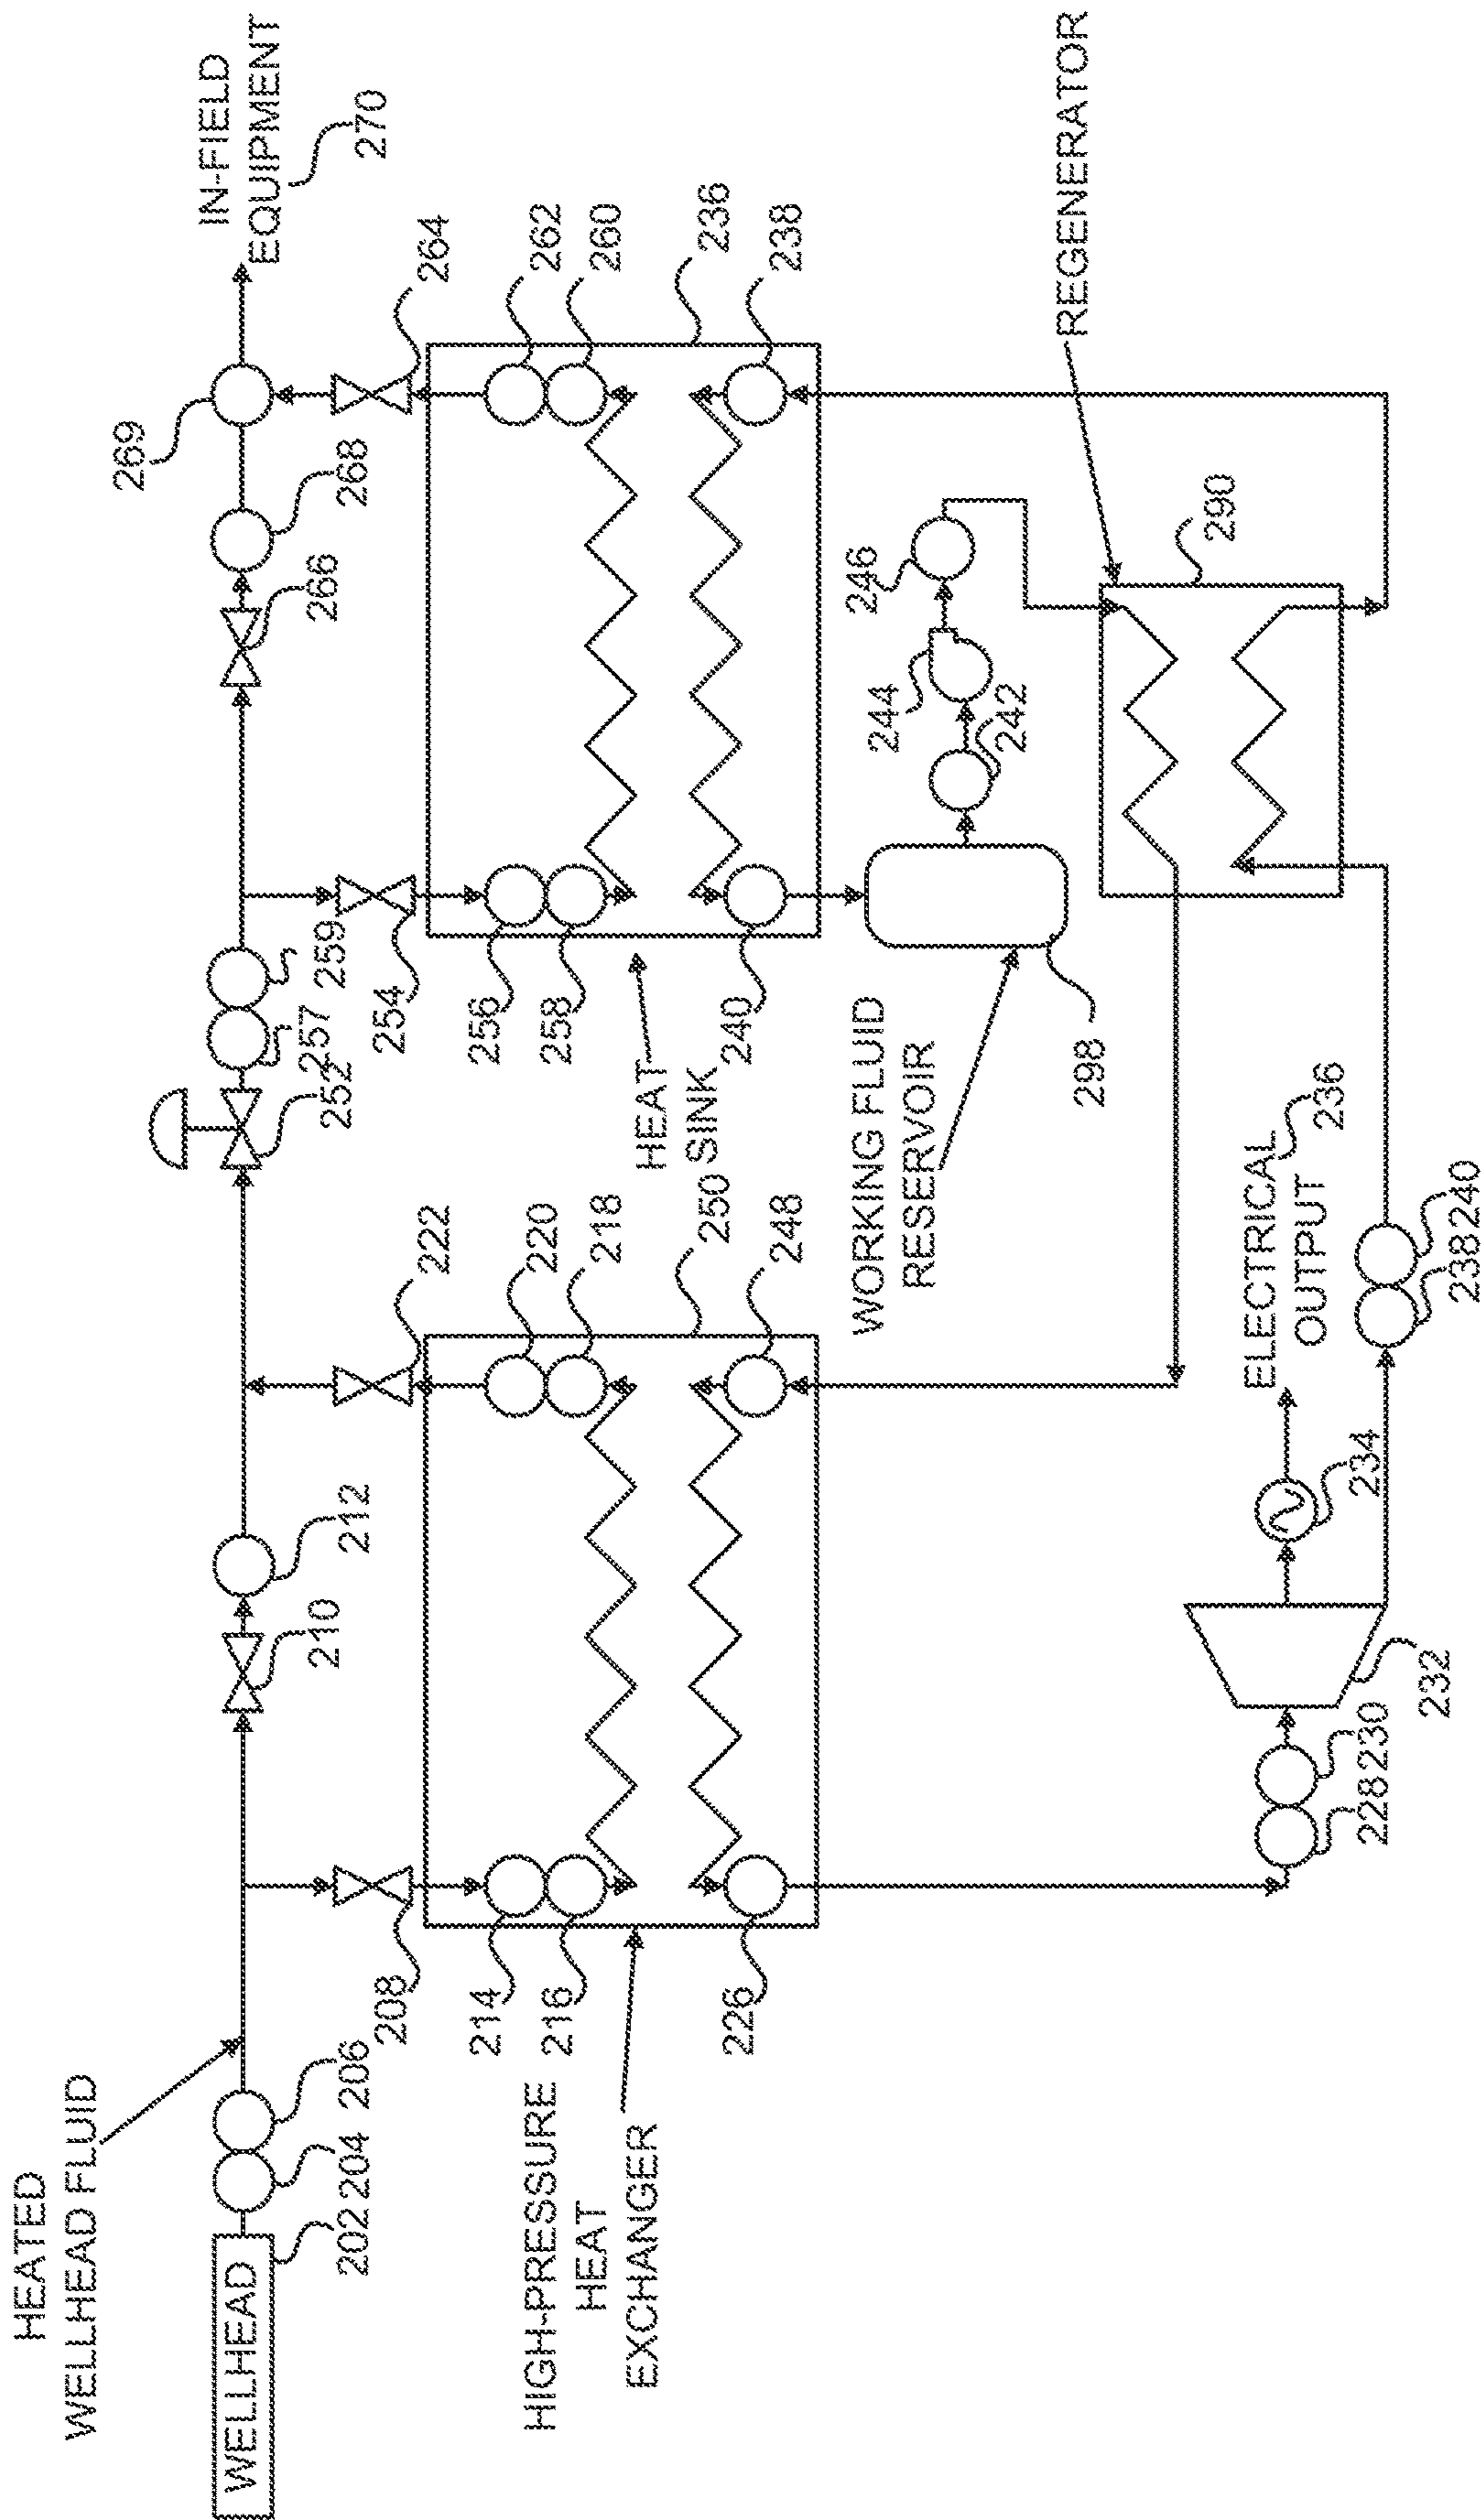 HEATED
WELLHEAD FLUID
WELLHEAD
202
204
206
208
210
212
HIGH-PRESSURE
HEAT
EXCHANGER
214
216
226
222
220
218
250
248
252
257
259
254
256
258
240
HEAT
SINK
266
268
269
IN-FIELD
EQUIPMENT
270
264
262
260
236
238
WORKING FLUID
RESERVOIR
298
242
244
246
REGENERATOR
290
228
230
232
234
ELECTRICAL
OUTPUT
236
238
240